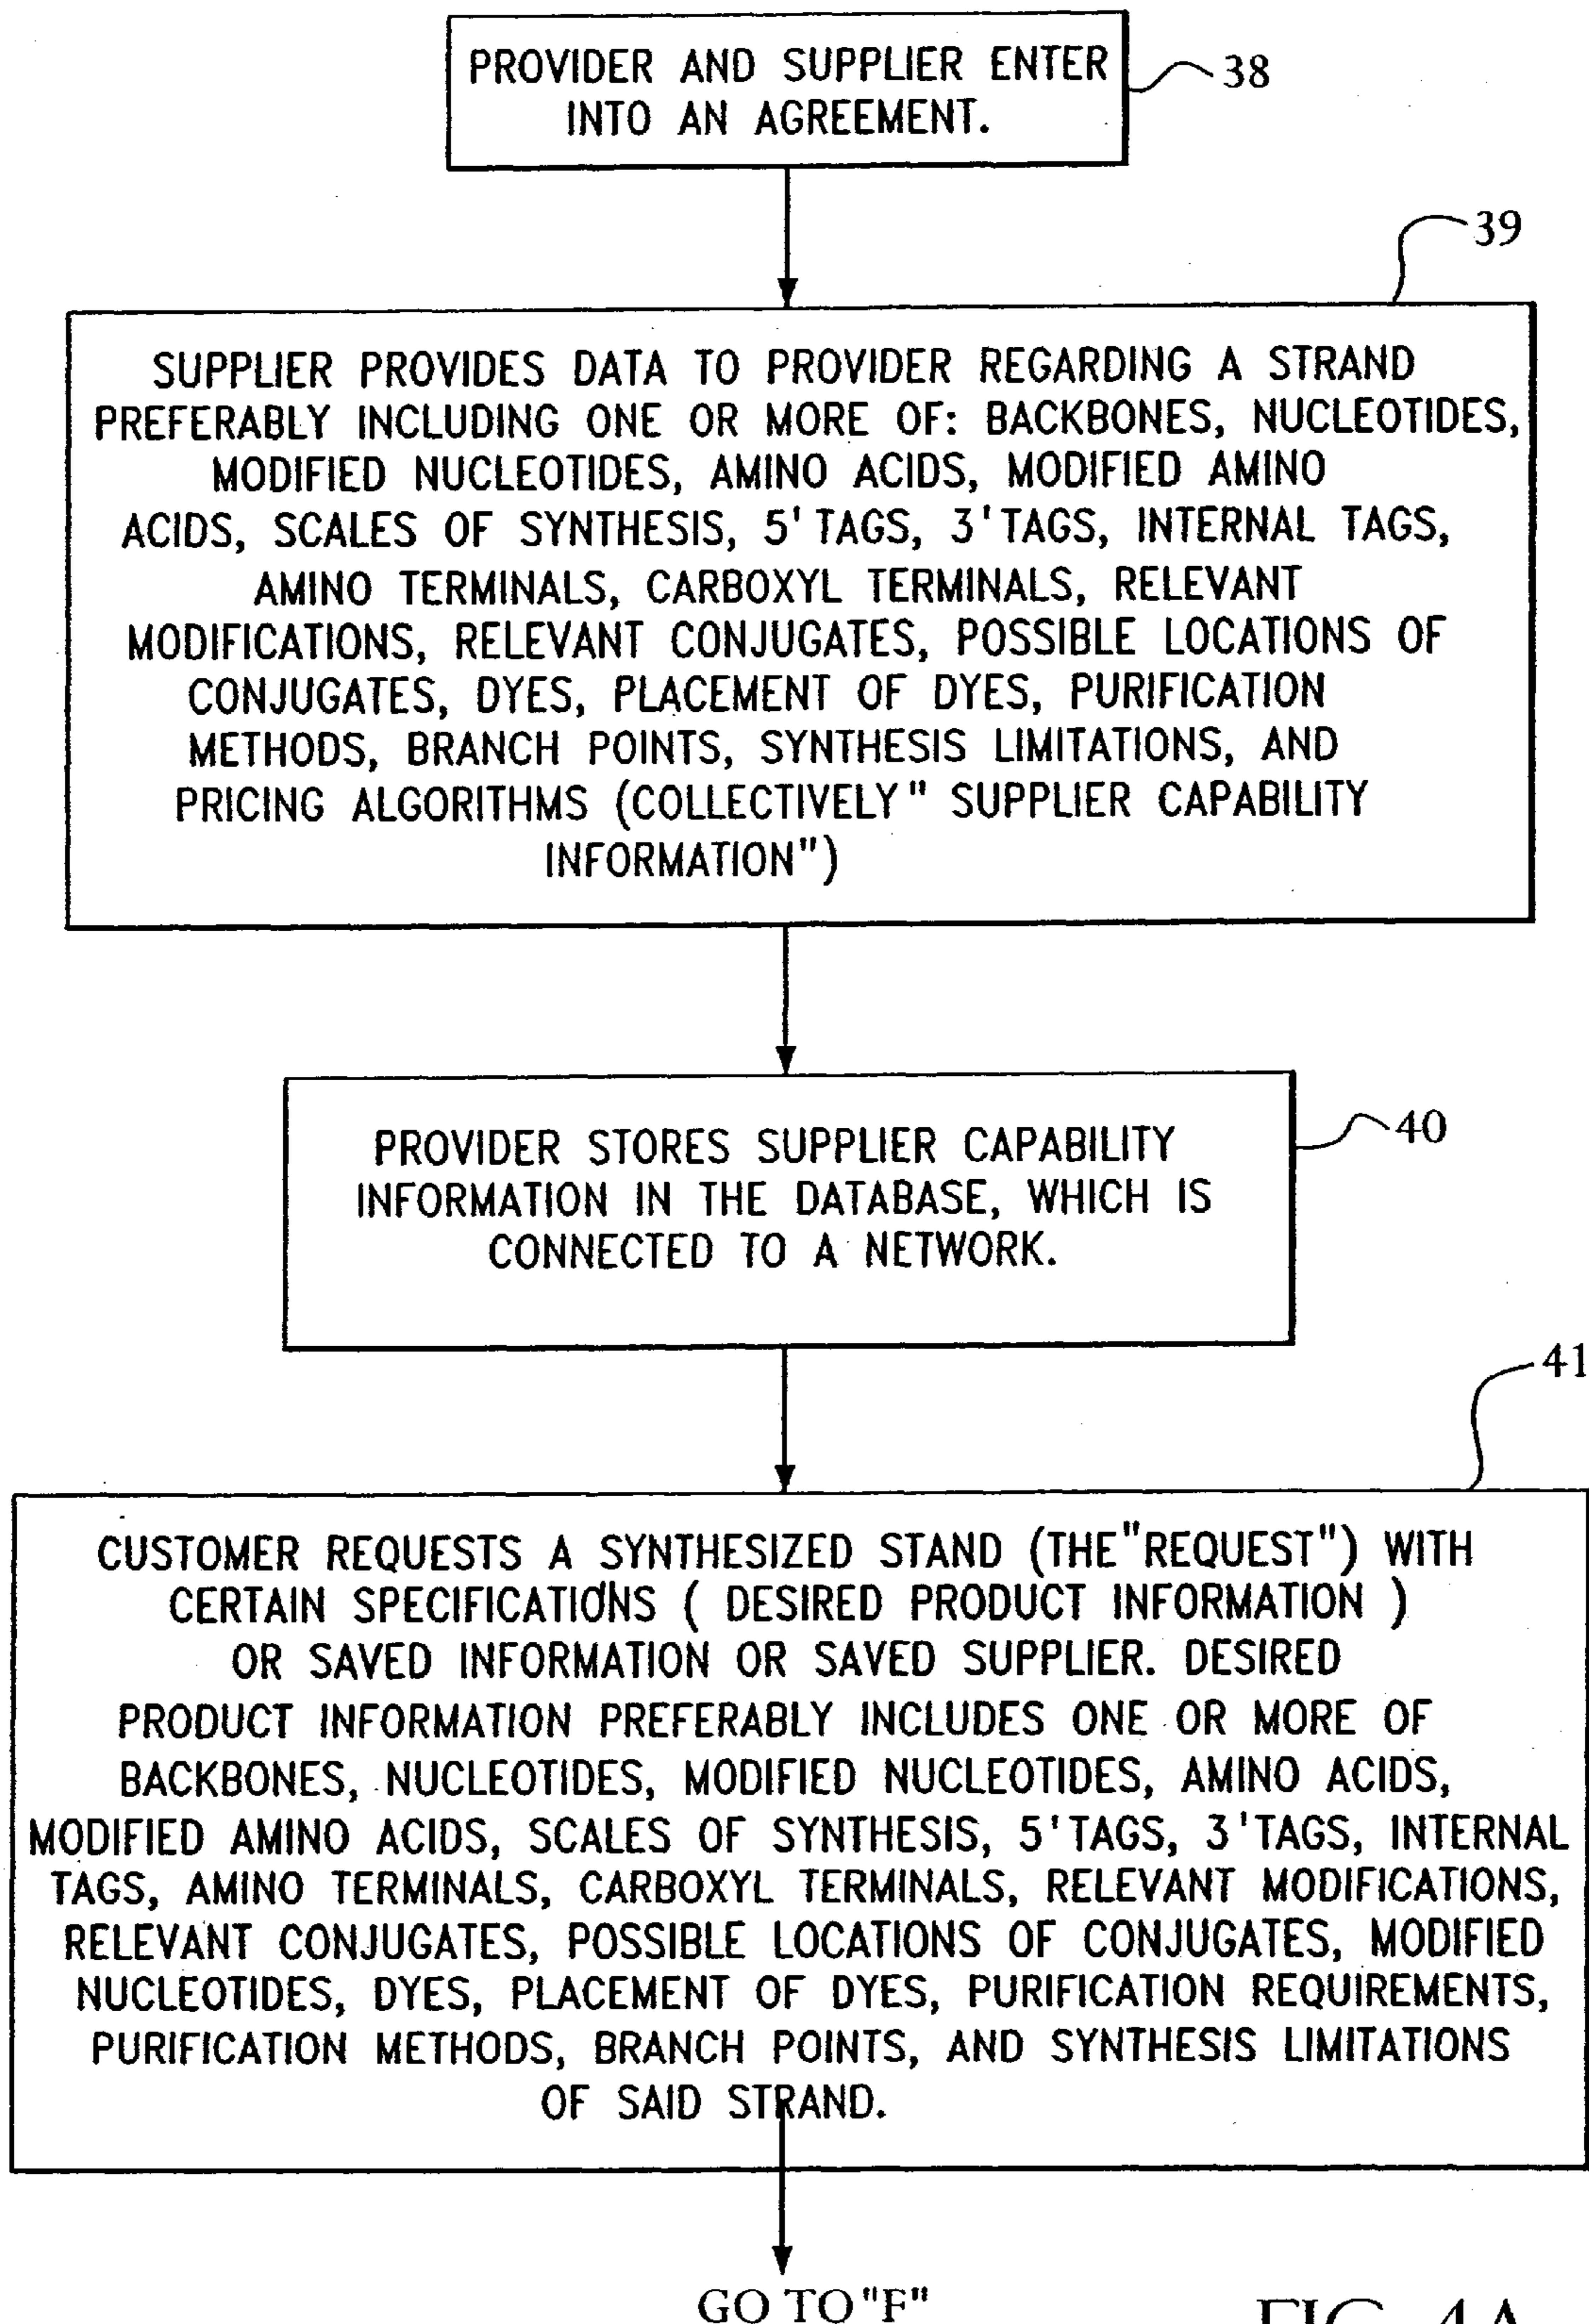 PROVIDER AND SUPPLIER ENTER
INTO AN AGREEMENT.
38
39
SUPPLIER PROVIDES DATA TO PROVIDER REGARDING A STRAND
PREFERABLY INCLUDING ONE OR MORE OF: BACKBONES, NUCLEOTIDES,
MODIFIED NUCLEOTIDES, AMINO ACIDS, MODIFIED AMINO
ACIDS, SCALES OF SYNTHESIS, 5' TAGS, 3' TAGS, INTERNAL TAGS,
AMINO TERMINALS, CARBOXYL TERMINALS, RELEVANT
MODIFICATIONS, RELEVANT CONJUGATES, POSSIBLE LOCATIONS OF
CONJUGATES, DYES, PLACEMENT OF DYES, PURIFICATION
METHODS, BRANCH POINTS, SYNTHESIS LIMITATIONS, AND
PRICING ALGORITHMS (COLLECTIVELY" SUPPLIER CAPABILITY
INFORMATION")
PROVIDER STORES SUPPLIER CAPABILITY
INFORMATION IN THE DATABASE, WHICH IS
CONNECTED TO A NETWORK.
40
41
CUSTOMER REQUESTS A SYNTHESIZED STAND (THE"REQUEST") WITH
CERTAIN SPECIFICATIONS ( DESIRED PRODUCT INFORMATION )
OR SAVED INFORMATION OR SAVED SUPPLIER. DESIRED
PRODUCT INFORMATION PREFERABLY INCLUDES ONE OR MORE OF
BACKBONES, NUCLEOTIDES, MODIFIED NUCLEOTIDES, AMINO ACIDS,
MODIFIED AMINO ACIDS, SCALES OF SYNTHESIS, 5'TAGS, 3'TAGS, INTERNAL
TAGS, AMINO TERMINALS, CARBOXYL TERMINALS, RELEVANT MODIFICATIONS,
RELEVANT CONJUGATES, POSSIBLE LOCATIONS OF CONJUGATES, MODIFIED
NUCLEOTIDES, DYES, PLACEMENT OF DYES, PURIFICATION REQUIREMENTS,
PURIFICATION METHODS, BRANCH POINTS, AND SYNTHESIS LIMITATIONS
OF SAID STRAND.
GO TO "F"
FIG. 4A